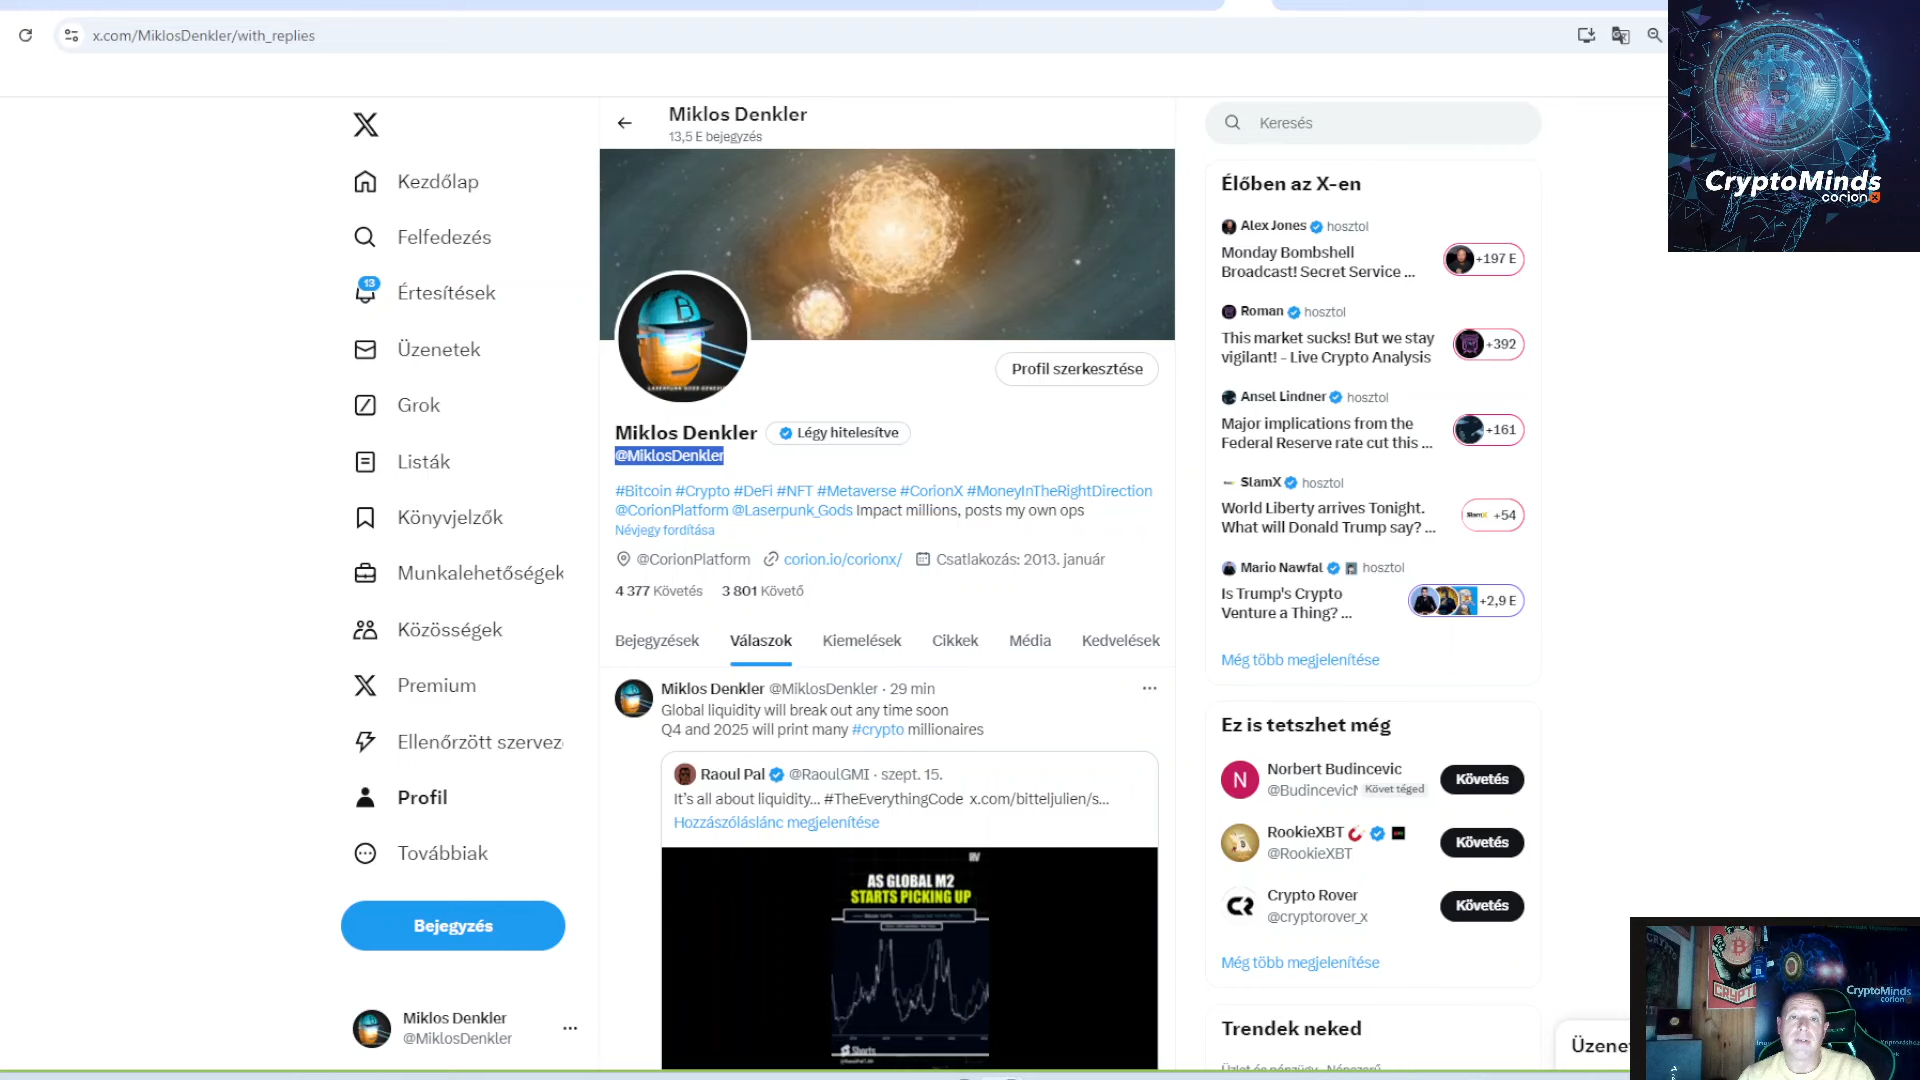 x.com/MiklosDenkler/with_replies
CryptoMinds
corion
Kezdőlap
Felfedezés
13
Értesítések
Üzenetek
Grok
Listák
Könyvjelzők
Munkalehetőségek
Közösségek
Premium
Ellenőrzött szervez
Profil
Továbbiak
Bejegyzés
Miklos Denkler
@MiklosDenkler
Miklos Denkler
13,5 E bejegyzés
Profil szerkesztése
Miklos Denkler
Légy hitelesítve
@MiklosDenkler
#Bitcoin #Crypto #DeFi #NFT #Metaverse #CorionX #MoneyInTheRightDirection
@CorionPlatform @Laserpunk_Gods Impact millions, posts my own ops
Névjegy fordítása
@CorionPlatform corion.io/corionx/ Csatlakozás: 2013. január
4 377 Követés 3 801 Követő
Bejegyzések Válaszok Kiemelések Cikkek Média Kedvelések
Miklos Denkler @MiklosDenkler · 29 min
Global liquidity will break out any time soon
Q4 and 2025 will print many #crypto millionaires
Raoul Pal @RaoulGMI · szept. 15.
It's all about liquidity... #TheEverythingCode x.com/bitteljulien/s...
HozzászólásláNc megjelenítése
RV
AS GLOBAL M2
STARTS PICKING UP
Shorts
Keresés
Élőben az X-en
Alex Jones hosztol
Monday Bombshell
Broadcast! Secret Service ...
+197 E
Roman hosztol
This market sucks! But we stay
vigilant! - Live Crypto Analysis
+392
Ansel Lindner hosztol
Major implications from the
Federal Reserve rate cut this ...
+161
SlamX hosztol
World Liberty arrives Tonight.
What will Donald Trump say? ...
SlamX +54
Mario Nawfal hosztol
Is Trump's Crypto
Venture a Thing? ...
+2,9 E
Még több megjelenítése
Ez is tetszhet még
N
Norbert Budincevic
@Budincevic Követ téged
Követés
RookieXBT
@RookieXBT
Követés
Crypto Rover
@cryptorover_x
Követés
Még több megjelenítése
Trendek neked
Üzene
CRYPTO
CryptoMinds
corion